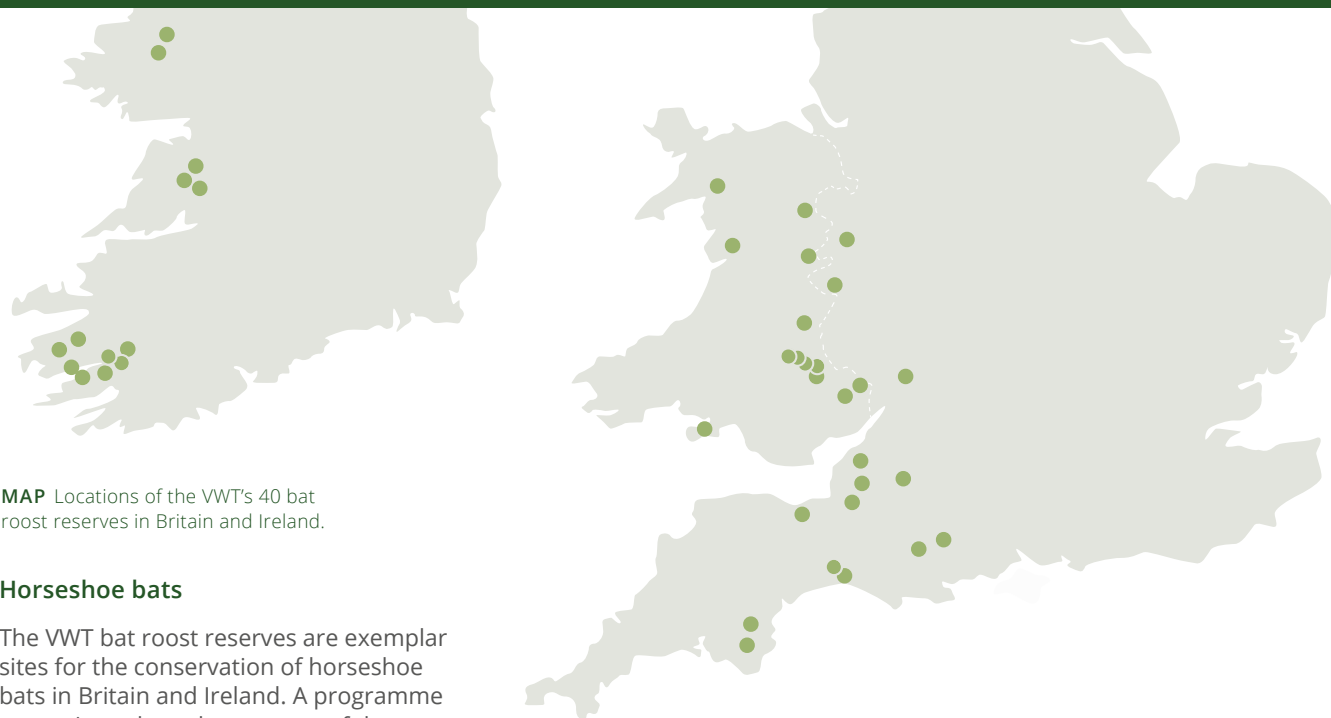 MAP Locations of the VWT's 40 bat
roost reserves in Britain and Ireland.
Horseshoe bats
The VWT bat roost reserves are exemplar
sites for the conservation of horseshoe
bats in Britain and Ireland. A programme